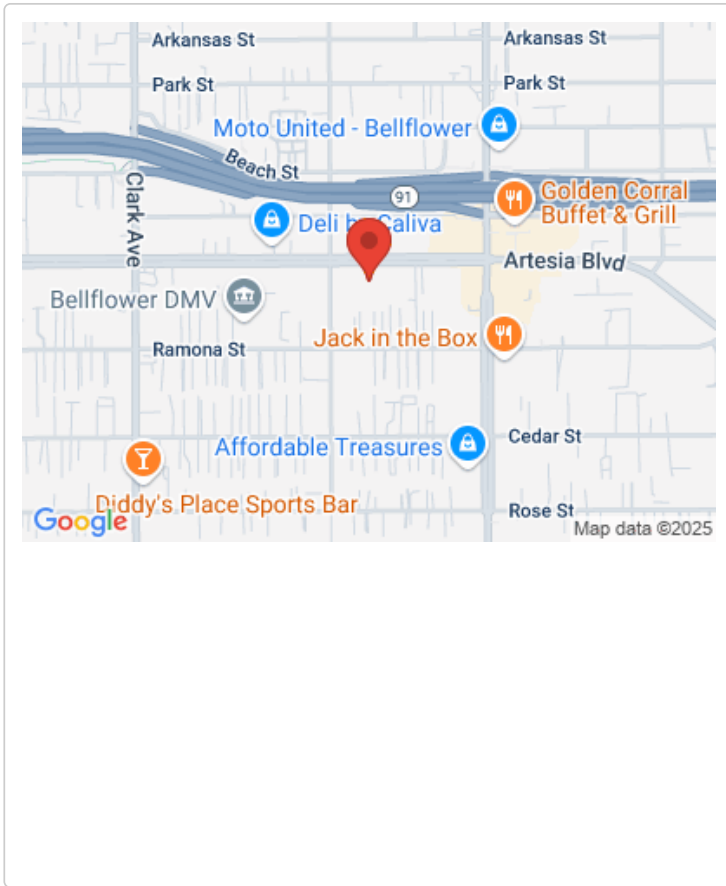 Arkansas St
Arkansas St
Park St
Park St
Moto United - Bellflower
Beach St
91
Golden Corral
Buffet & Grill
Clark Ave
Deli by Caliva
Artesia Blvd
Bellflower DMV
Jack in the Box
Ramona St
Cedar St
Affordable Treasures
Diddy's Place Sports Bar
Rose St
Google
Map data ©2025